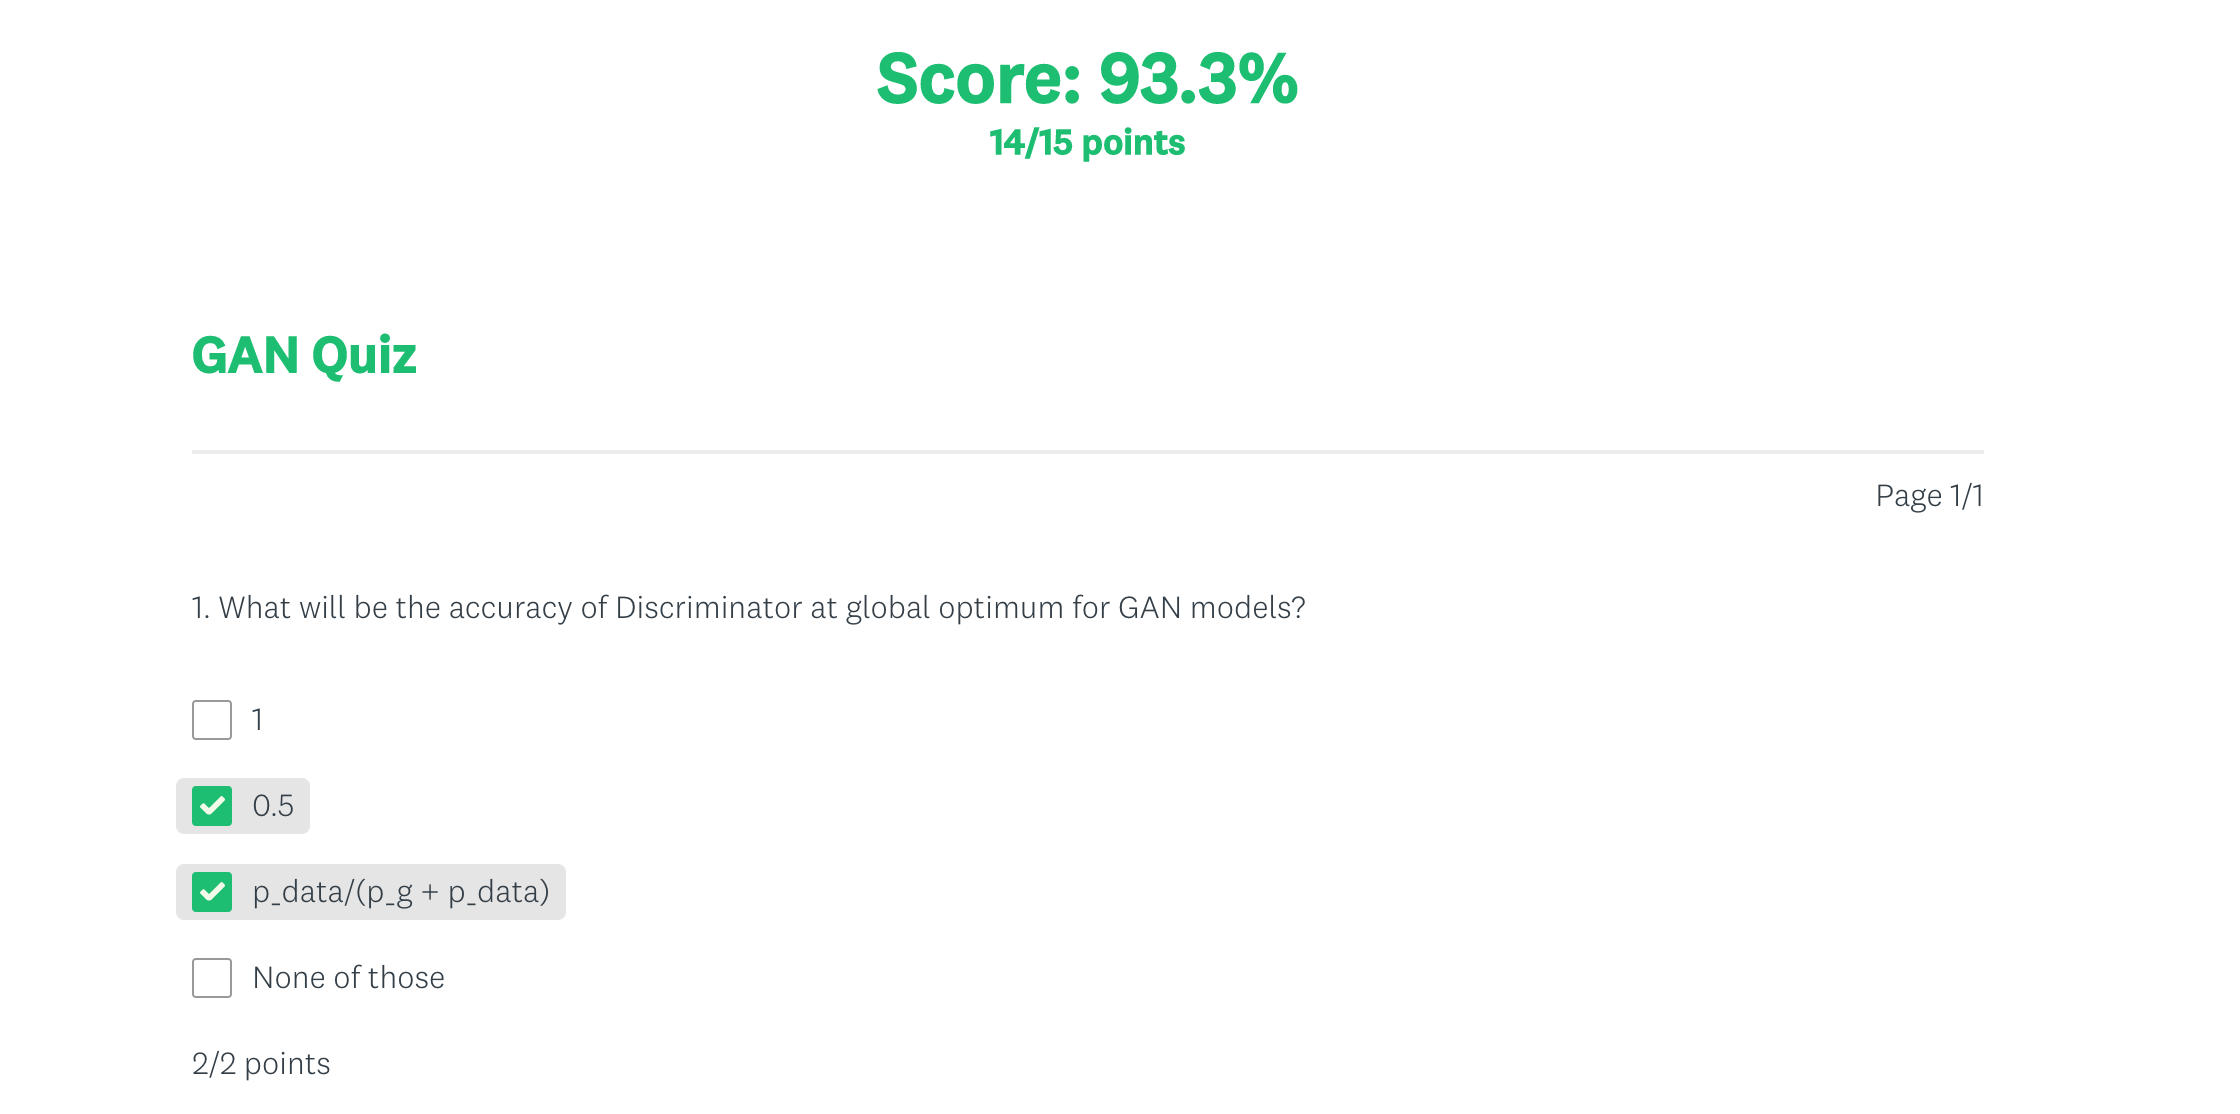 Score: 93.3%
14/15 points
GAN Quiz
Page 1/1
1. What will be the accuracy of Discriminator at global optimum for GAN models?
1
0.5
p_data/(p_g + p_data)
None of those
2/2 points